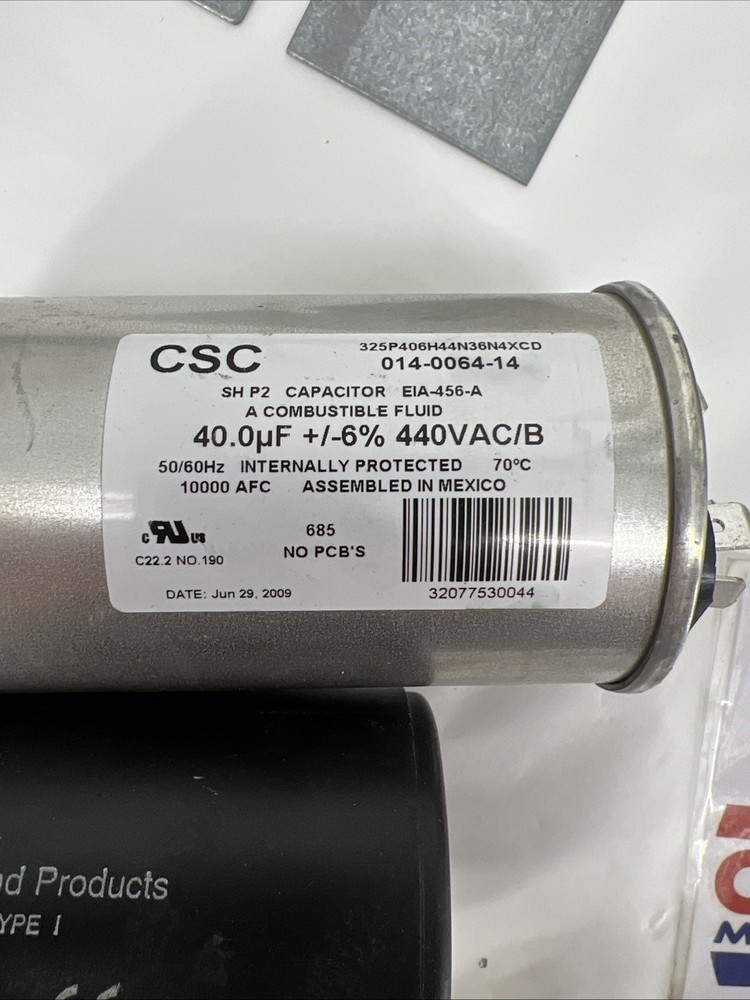 CSC
325P406H44N36N4XCD
014-0064-14
SH P2 CAPACITOR EIA-456-A
A COMBUSTIBLE FLUID
40.0µF +/-6% 440VAC/B
50/60Hz INTERNALLY PROTECTED 70ºC
10000 AFC ASSEMBLED IN MEXICO
c RU us
685
C22.2 NO.190
NO PCB'S
DATE: Jun 29, 2009
32077530044
Products